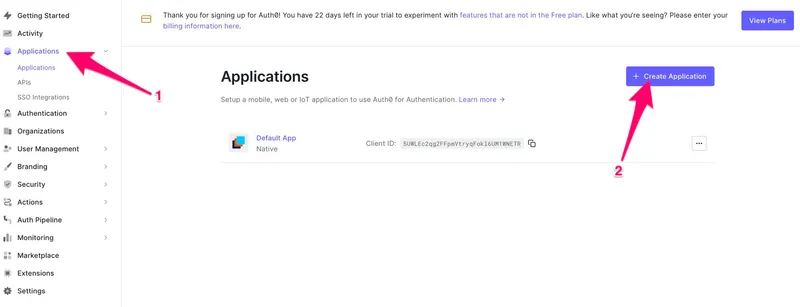 Getting Started
Activity
Applications
Applications
APIs
SSO Integrations
Authentication
Organizations
User Management
Branding
Security
Actions
Auth Pipeline
Monitoring
Marketplace
Extensions
Settings
1
Thank you for signing up for Auth0! You have 22 days left in your trial to experiment with features that are not in the Free plan. Like what you're seeing? Please enter your
billing information here.
View Plans
Applications
+ Create Application
Setup a mobile, web or IoT application to use Auth0 for Authentication. Learn more →
Default App
Native
Client ID:
2